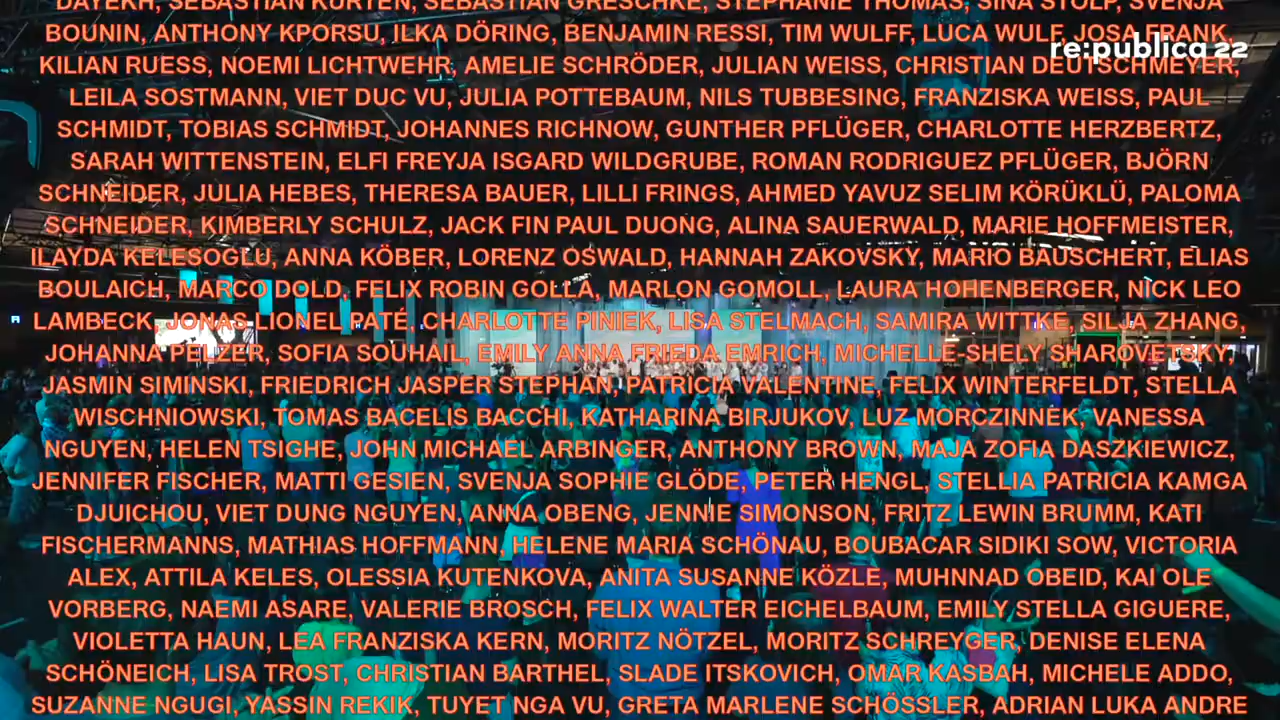 DAYEKH, SEBASTIAN KÜRTEN, SEBASTIAN GRESCHKE, STEPHANIE THOMAS, SINA STOLP, SVENJA
BOUNIN, ANTHONY KPORSU, ILKA DÖRING, BENJAMIN RESSI, TIM WULFF, LUCA WULF, JOSA FRANK,
re:publica 22
KILIAN RUESS, NOEMI LICHTWEHR, AMELIE SCHRÖDER, JULIAN WEISS, CHRISTIAN DEUTSCHMEYER,
LEILA SOSTMANN, VIET DUC VU, JULIA POTTEBAUM, NILS TUBBESING, FRANZISKA WEISS, PAUL
SCHMIDT, TOBIAS SCHMIDT, JOHANNES RICHNOW, GUNTHER PFLÜGER, CHARLOTTE HERZBERTZ,
SARAH WITTENSTEIN, ELFI FREYJA ISGARD WILDGRUBE, ROMAN RODRIGUEZ PFLÜGER, BJÖRN
SCHNEIDER, JULIA HEBES, THERESA BAUER, LILLI FRINGS, AHMED YAVUZ SELIM KÖRÜKLÜ, PALOMA
SCHNEIDER, KIMBERLY SCHULZ, JACK FIN PAUL DUONG, ALINA SAUERWALD, MARIE HOFFMEISTER,
ILAYDA KELESOGLU, ANNA KÖBER, LORENZ OSWALD, HANNAH ZAKOVSKY, MARIO BAUSCHERT, ELIAS
BOULAICH, MARCO DOLD, FELIX ROBIN GOLLA, MARLON GOMOLL, LAURA HOHENBERGER, NICK LEO
LAMBECK, JONAS LIONEL PATÉ, CHARLOTTE PINIEK, LISA STELMACH, SAMIRA WITTKE, SILJA ZHANG,
JOHANNA PELZER, SOFIA SOUHAIL, EMILY ANNA FRIEDA EMRICH, MICHELLE-SHELY SHAROVETSKY,
JASMIN SIMINSKI, FRIEDRICH JASPER STEPHAN, PATRICIA VALENTINE, FELIX WINTERFELDT, STELLA
WISCHNIOWSKI, TOMAS BACELIS BACCHI, KATHARINA BIRJUKOV, LUZ MORCZINNEK, VANESSA
NGUYEN, HELEN TSIGHE, JOHN MICHAEL ARBINGER, ANTHONY BROWN, MAJA ZOFIA DASZKIEWICZ,
JENNIFER FISCHER, MATTI GESIEN, SVENJA SOPHIE GLÖDE, PETER HENGL, STELLIA PATRICIA KAMGA
DJUICHOU, VIET DUNG NGUYEN, ANNA OBENG, JENNIE SIMONSON, FRITZ LEWIN BRUMM, KATI
FISCHERMANNS, MATHIAS HOFFMANN, HELENE MARIA SCHÖNAU, BOUBACAR SIDIKI SOW, VICTORIA
ALEX, ATTILA KELES, OLESSIA KUTENKOVA, ANITA SUSANNE KÖZLE, MUHNNAD OBEID, KAI OLE
VORBERG, NAEMI ASARE, VALERIE BROSCH, FELIX WALTER EICHELBAUM, EMILY STELLA GIGUERE,
VIOLETTA HAUN, LEA FRANZISKA KERN, MORITZ NÖTZEL, MORITZ SCHREYGER, DENISE ELENA
SCHÖNEICH, LISA TROST, CHRISTIAN BARTHEL, SLADE ITSKOVICH, OMAR KASBAH, MICHELE ADDO,
SUZANNE NGUGI, YASSIN REKIK, TUYET NGA VU, GRETA MARLENE SCHÖSSLER, ADRIAN LUKA ANDRE